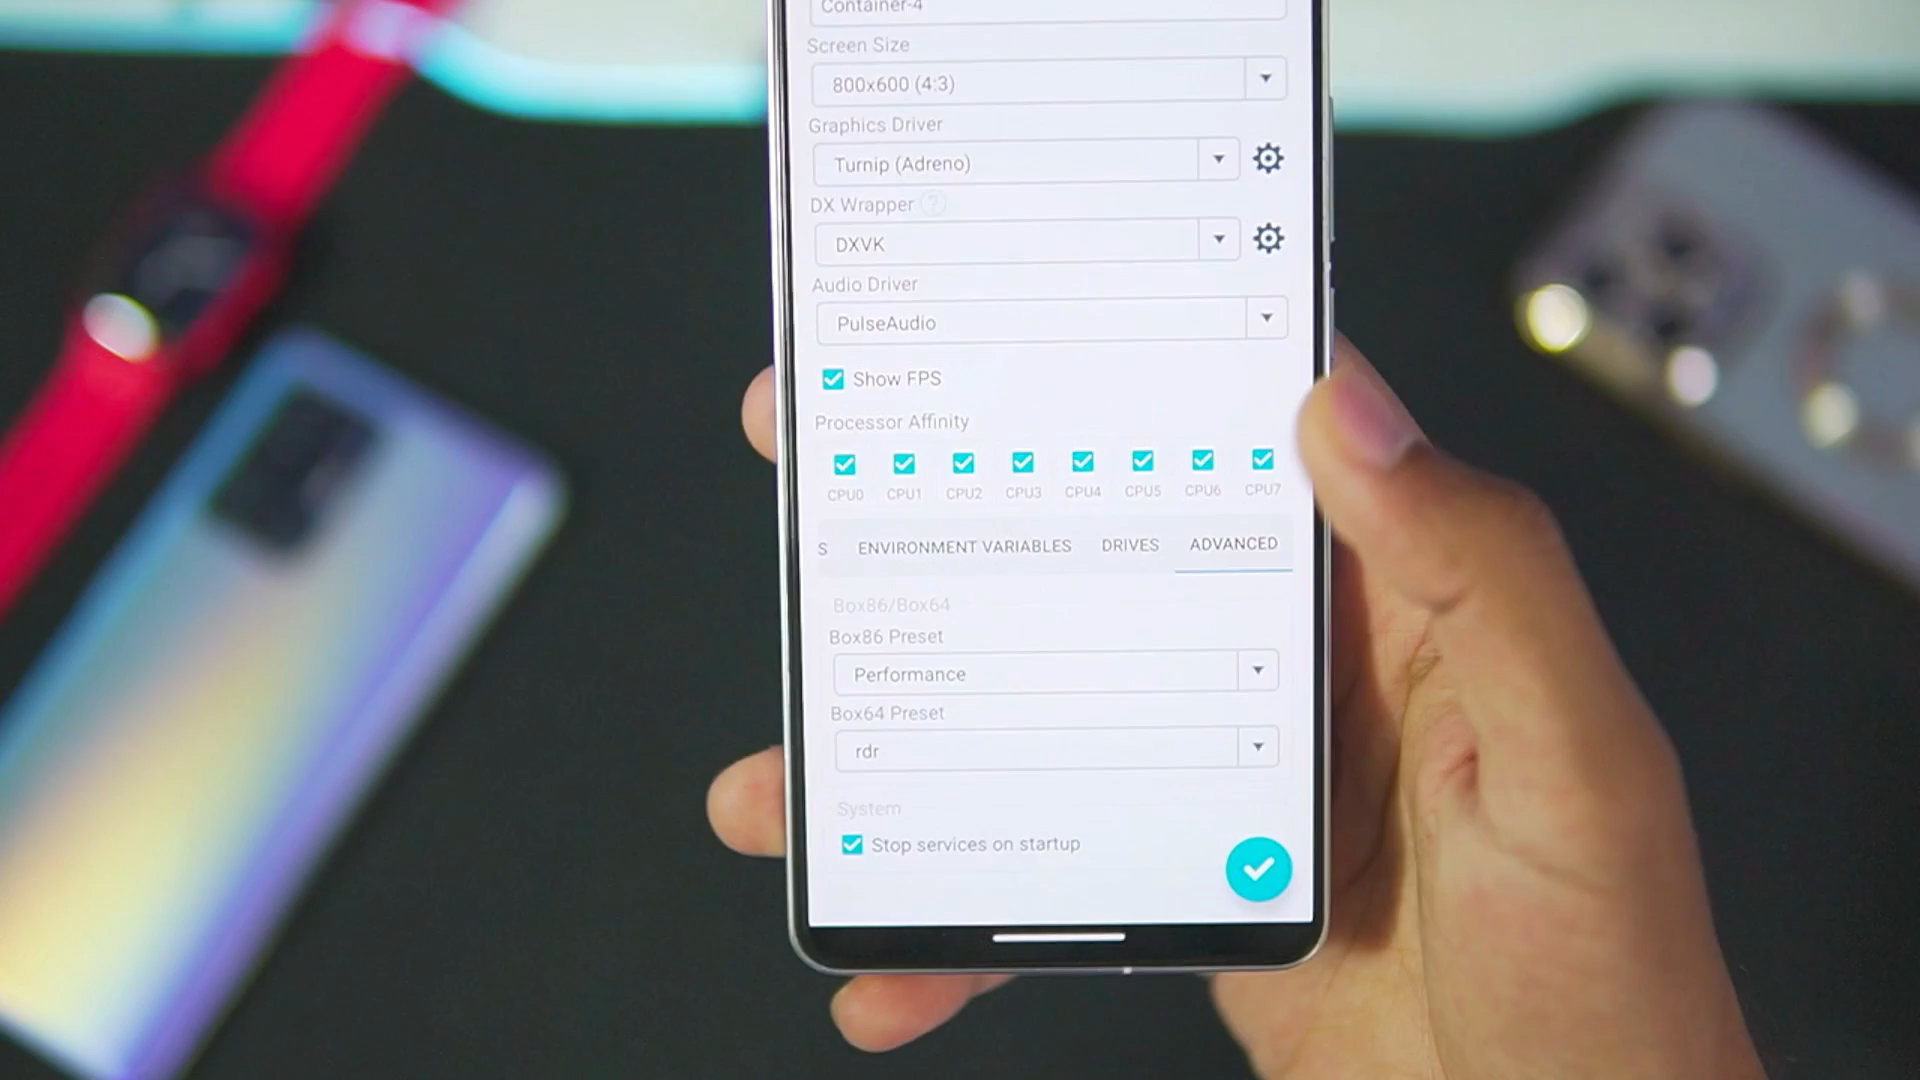 Container-4
Screen Size
800x600 (4:3)
Graphics Driver
Turnip (Adreno)
DX Wrapper ?
DXVK
Audio Driver
PulseAudio
Show FPS
Processor Affinity
CPU0 CPU1 CPU2 CPU3 CPU4 CPU5 CPU6 CPU7
S ENVIRONMENT VARIABLES DRIVES ADVANCED
Box86/Box64
Box86 Preset
Performance
Box64 Preset
rdr
System
Stop services on startup